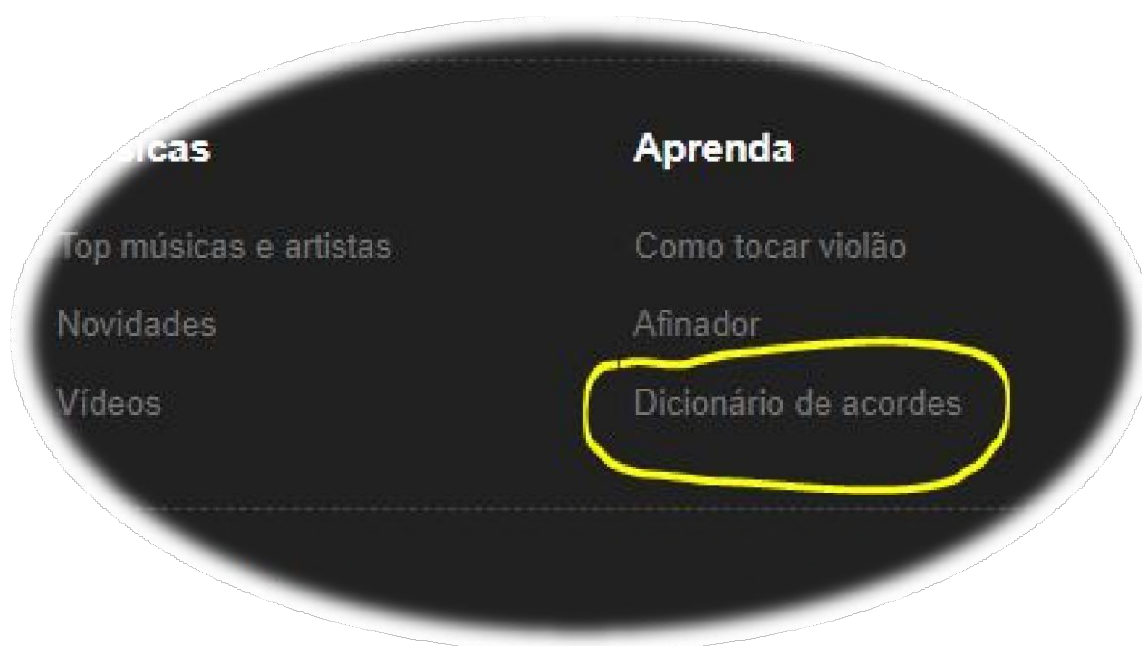 Aprenda
Top músicas e artistas
Como tocar violão
Novidades
Afinador
Vídeos
Dicionário de acordes